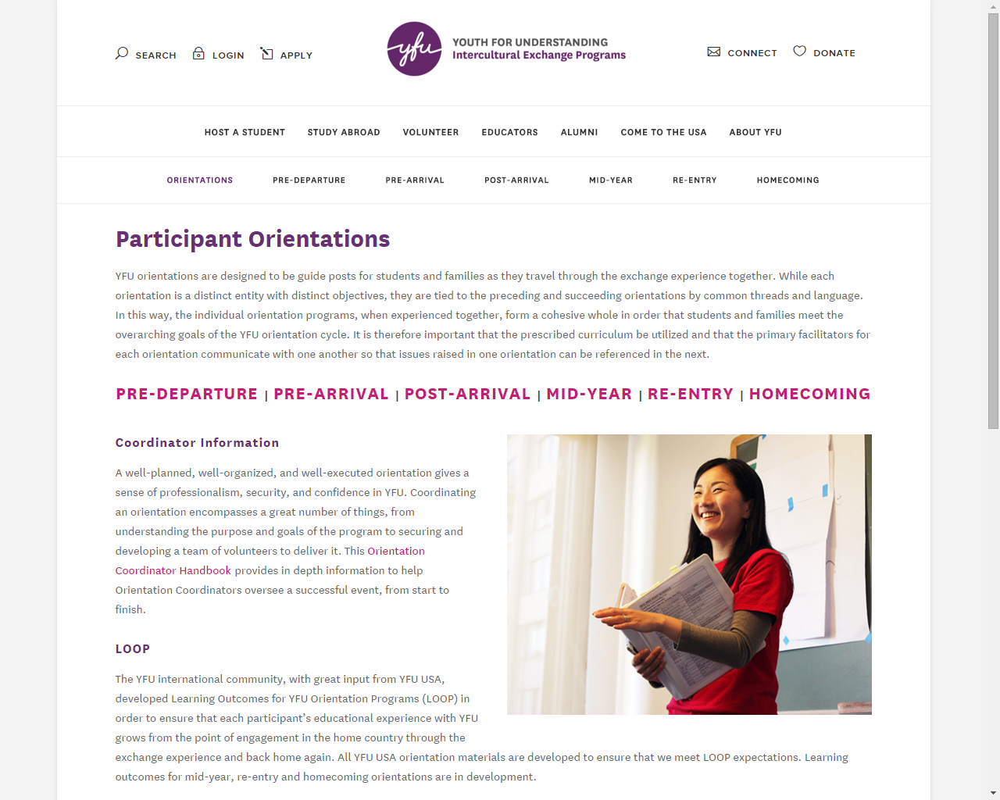 SEARCH LOGIN APPLY
yfu
YOUTH FOR UNDERSTANDING
Intercultural Exchange Programs
CONNECT DONATE
HOST A STUDENT STUDY ABROAD VOLUNTEER EDUCATORS ALUMNI COME TO THE USA ABOUT YFU
ORIENTATIONS PRE-DEPARTURE PRE-ARRIVAL POST-ARRIVAL MID-YEAR RE-ENTRY HOMECOMING
Participant Orientations
YFU orientations are designed to be guide posts for students and families as they travel through the exchange experience together. While each
orientation is a distinct entity with distinct objectives, they are tied to the preceding and succeeding orientations by common threads and language.
In this way, the individual orientation programs, when experienced together, form a cohesive whole in order that students and families meet the
overarching goals of the YFU orientation cycle. It is therefore important that the prescribed curriculum be utilized and that the primary facilitators for
each orientation communicate with one another so that issues raised in one orientation can be referenced in the next.
PRE-DEPARTURE | PRE-ARRIVAL | POST-ARRIVAL | MID-YEAR | RE-ENTRY | HOMECOMING
Coordinator Information
A well-planned, well-organized, and well-executed orientation gives a
sense of professionalism, security, and confidence in YFU. Coordinating
an orientation encompasses a great number of things, from
understanding the purpose and goals of the program to securing and
developing a team of volunteers to deliver it. This Orientation
Coordinator Handbook provides in depth information to help
Orientation Coordinators oversee a successful event, from start to
finish.
LOOP
The YFU international community, with great input from YFU USA,
developed Learning Outcomes for YFU Orientation Programs (LOOP) in
order to ensure that each participant’s educational experience with YFU
grows from the point of engagement in the home country through the
exchange experience and back home again. All YFU USA orientation materials are developed to ensure that we meet LOOP expectations. Learning
outcomes for mid-year, re-entry and homecoming orientations are in development.